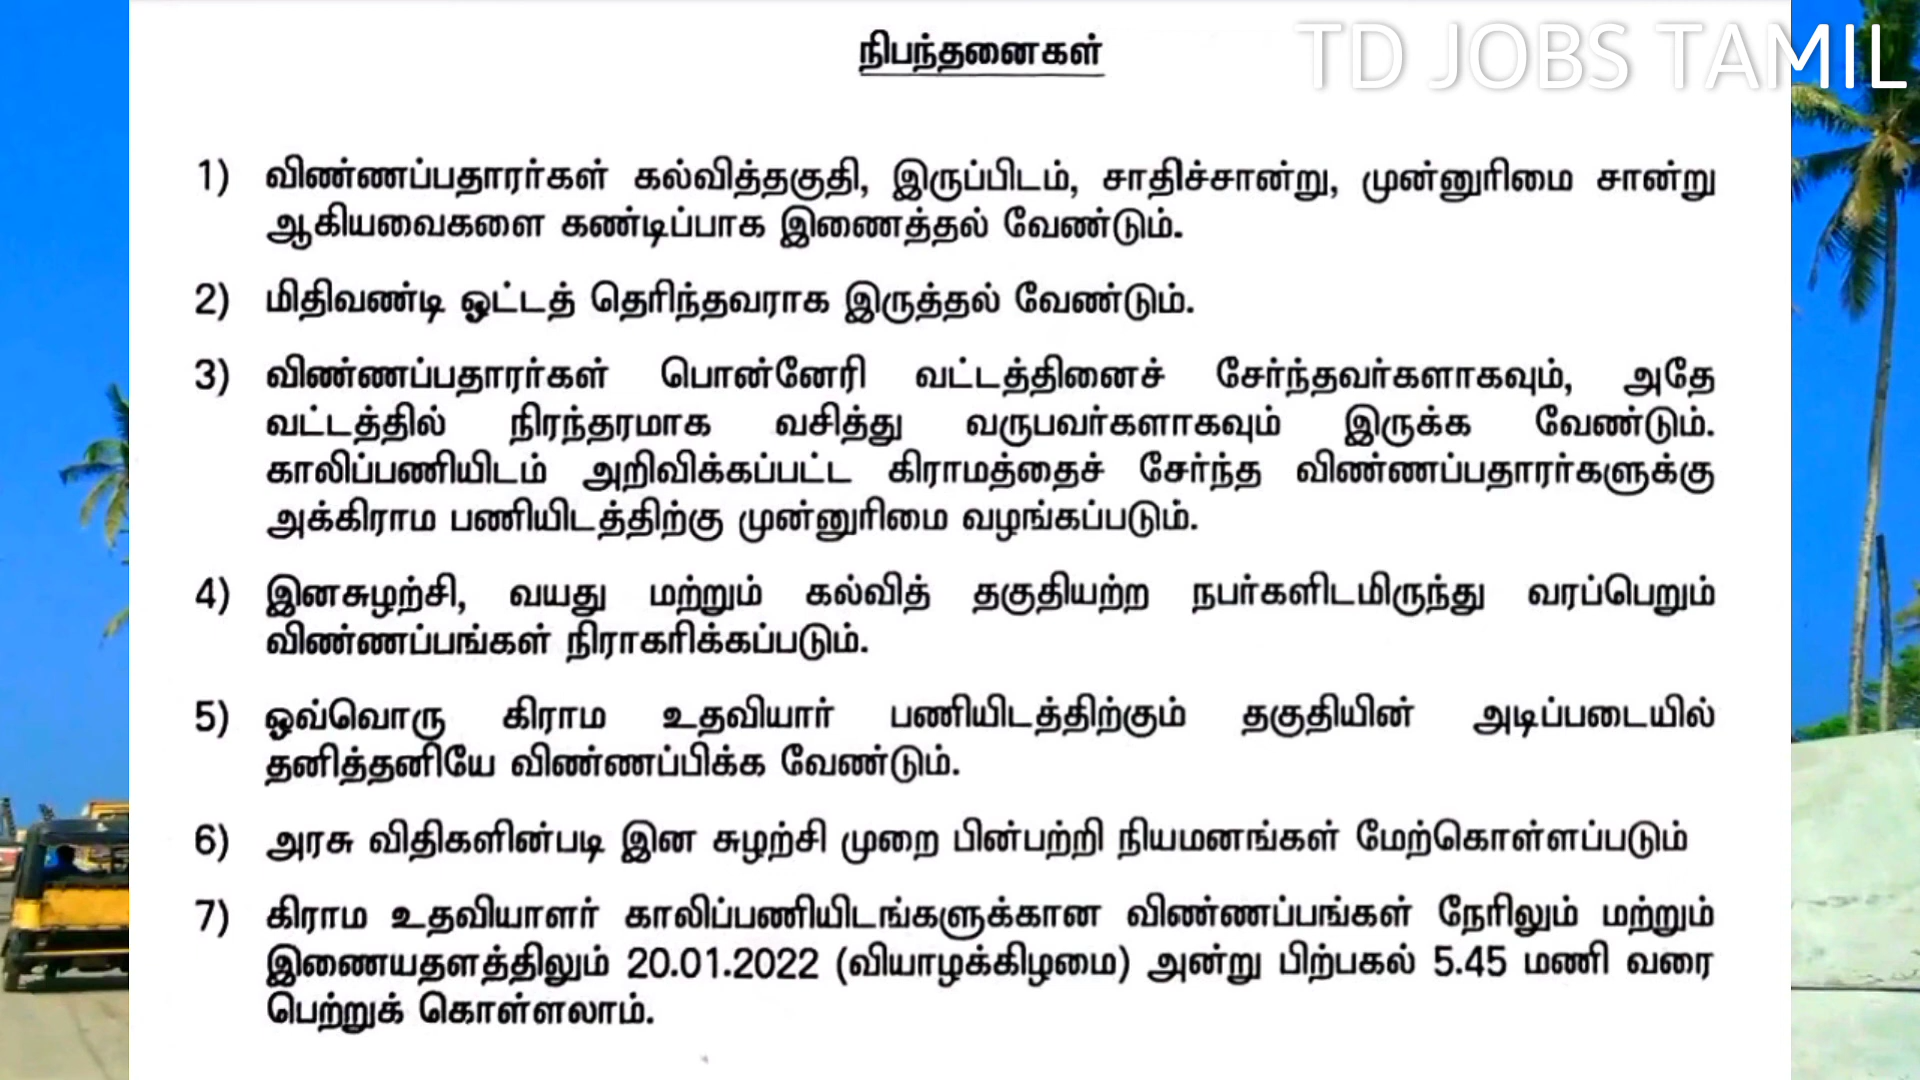 நிபந்தனைகள்
TD JOBS TAMIL
1) விண்ணப்பதாரர்கள் கல்வித்தகுதி, இருப்பிடம், சாதிச்சான்று, முன்னுரிமை சான்று
ஆகியவைகளை கண்டிப்பாக இணைத்தல் வேண்டும்.
2) மிதிவண்டி ஓட்டத் தெரிந்தவராக இருத்தல் வேண்டும்.
3) விண்ணப்பதாரர்கள் பொன்னேரி வட்டத்தினைச் சேர்ந்தவர்களாகவும், அதே
வட்டத்தில் நிரந்தரமாக வசித்து வருபவர்களாகவும் இருக்க வேண்டும்.
காலிப்பணியிடம் அறிவிக்கப்பட்ட கிராமத்தைச் சேர்ந்த விண்ணப்பதாரர்களுக்கு
அக்கிராம பணியிடத்திற்கு முன்னுரிமை வழங்கப்படும்.
4) இனசுழற்சி, வயது மற்றும் கல்வித் தகுதியற்ற நபர்களிடமிருந்து வரப்பெறும்
விண்ணப்பங்கள் நிராகரிக்கப்படும்.
5) ஒவ்வொரு கிராம உதவியார் பணியிடத்திற்கும் தகுதியின் அடிப்படையில்
தனித்தனியே விண்ணப்பிக்க வேண்டும்.
6) அரசு விதிகளின்படி இன சுழற்சி முறை பின்பற்றி நியமனங்கள் மேற்கொள்ளப்படும்
7) கிராம உதவியாளர் காலிப்பணியிடங்களுக்கான விண்ணப்பங்கள் நேரிலும் மற்றும்
இணையதளத்திலும் 20.01.2022 (வியாழக்கிழமை) அன்று பிற்பகல் 5.45 மணி வரை
பெற்றுக் கொள்ளலாம்.